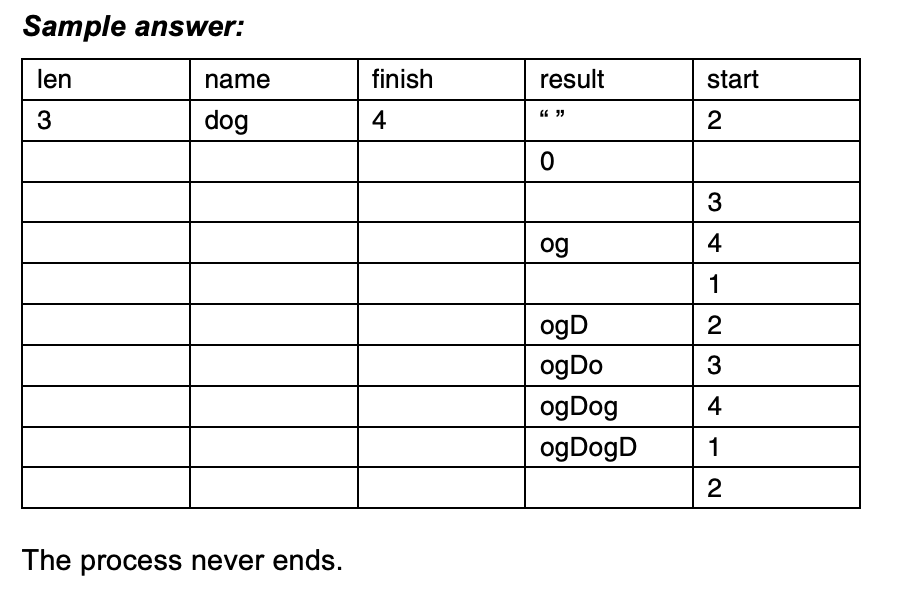 Sample answer:
len name finish result start
3 dog 4 “ ” 2
0
3
og 4
1
ogD 2
ogDo 3
ogDog 4
ogDogD 1
2
The process never ends.